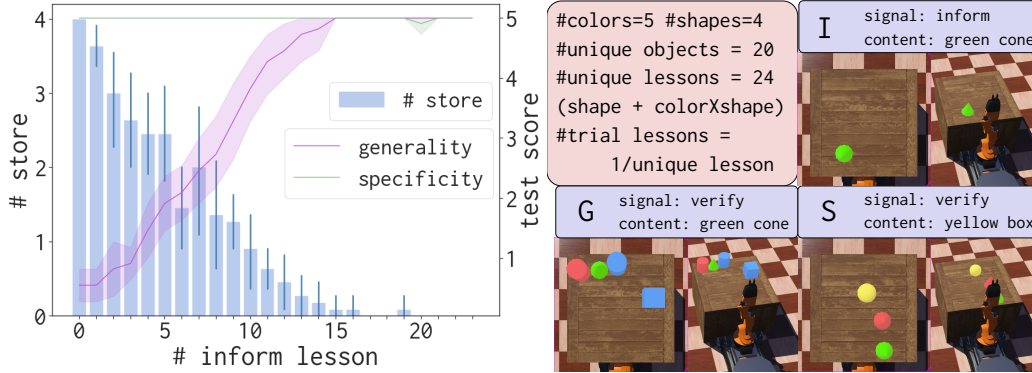 4
3
2
1
0
# store
0
5
10
15
20
# inform lesson
5
4
3
2
1
test score
# store
generality
specificity
#colors=5 #shapes=4
#unique objects = 20
#unique lessons = 24
(shape + colorXshape)
#trial lessons =
1/unique lesson
I
signal: inform
content: green cone
G
signal: verify
content: green cone
S
signal: verify
content: yellow box